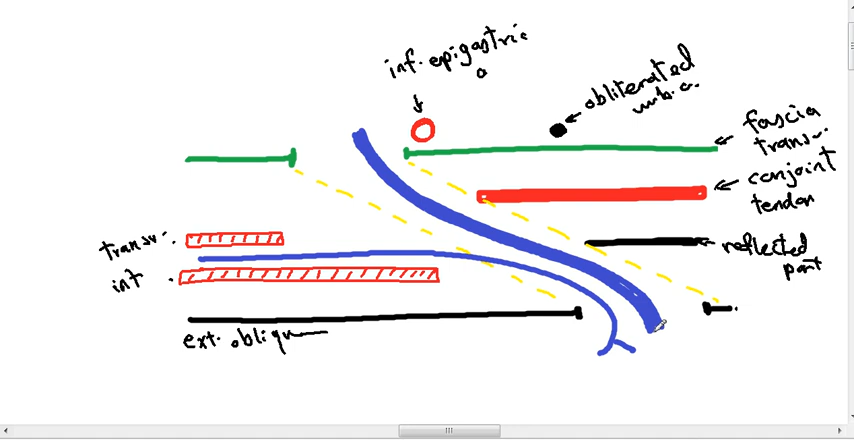 inf. epigastric
a
obliterated
umb. a.
fascia
transv.
conjoint
tendon
reflected
part
transv.
int
ext. obliqu